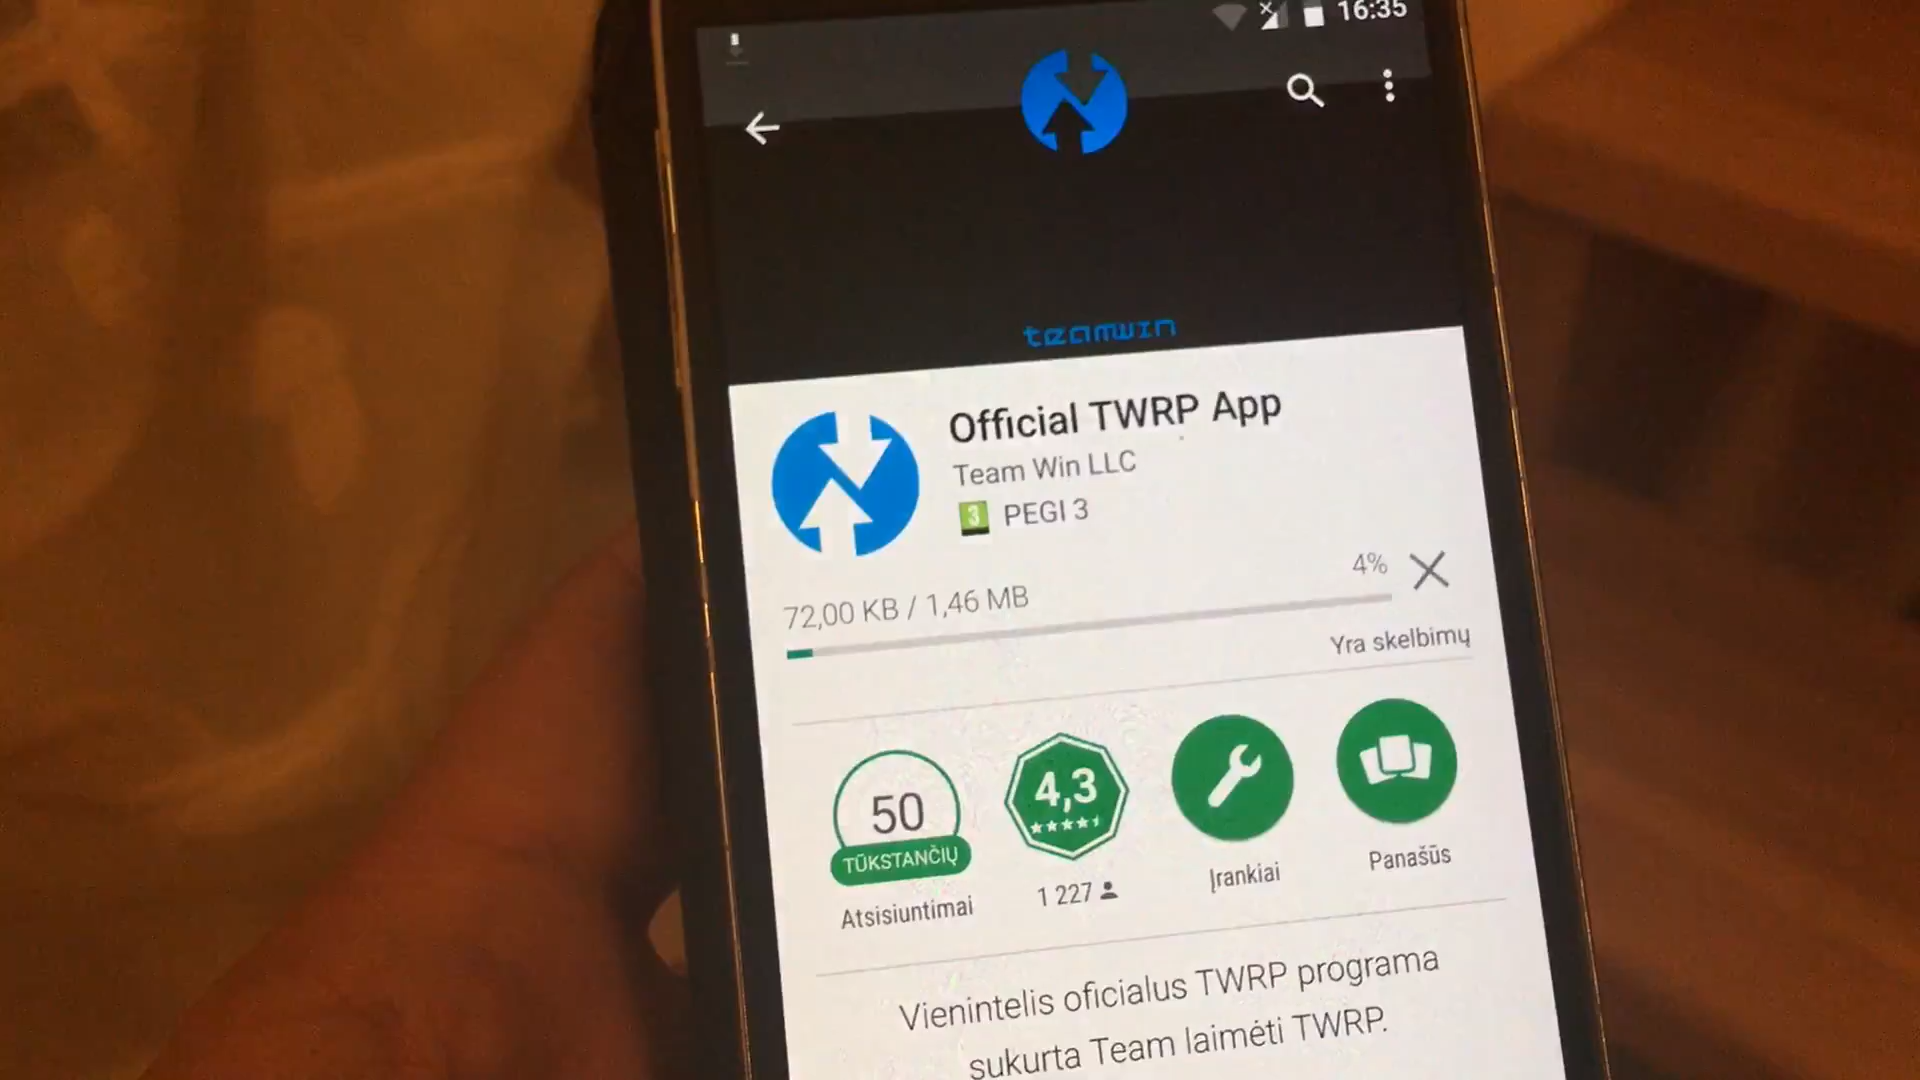 16:35
teamwin
Official TWRP App
Team Win LLC
3 PEGI 3
4%
72,00 KB / 1,46 MB
Yra skelbimų
50
TŪKSTANČIŲ
Atsisiuntimai
4,3
1 227
Įrankiai
Panašūs
Vienintelis oficialus TWRP programa
sukurta Team laimėti TWRP.